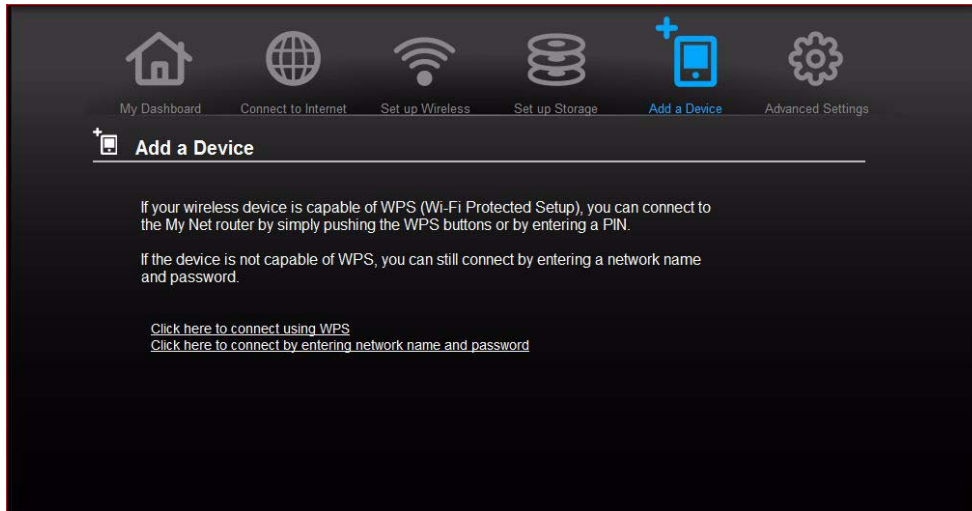 My Dashboard Connect to Internet Set up Wireless Set up Storage Add a Device Advanced Settings
Add a Device
If your wireless device is capable of WPS (Wi-Fi Protected Setup), you can connect to
the My Net router by simply pushing the WPS buttons or by entering a PIN.
If the device is not capable of WPS, you can still connect by entering a network name
and password.
Click here to connect using WPS
Click here to connect by entering network name and password